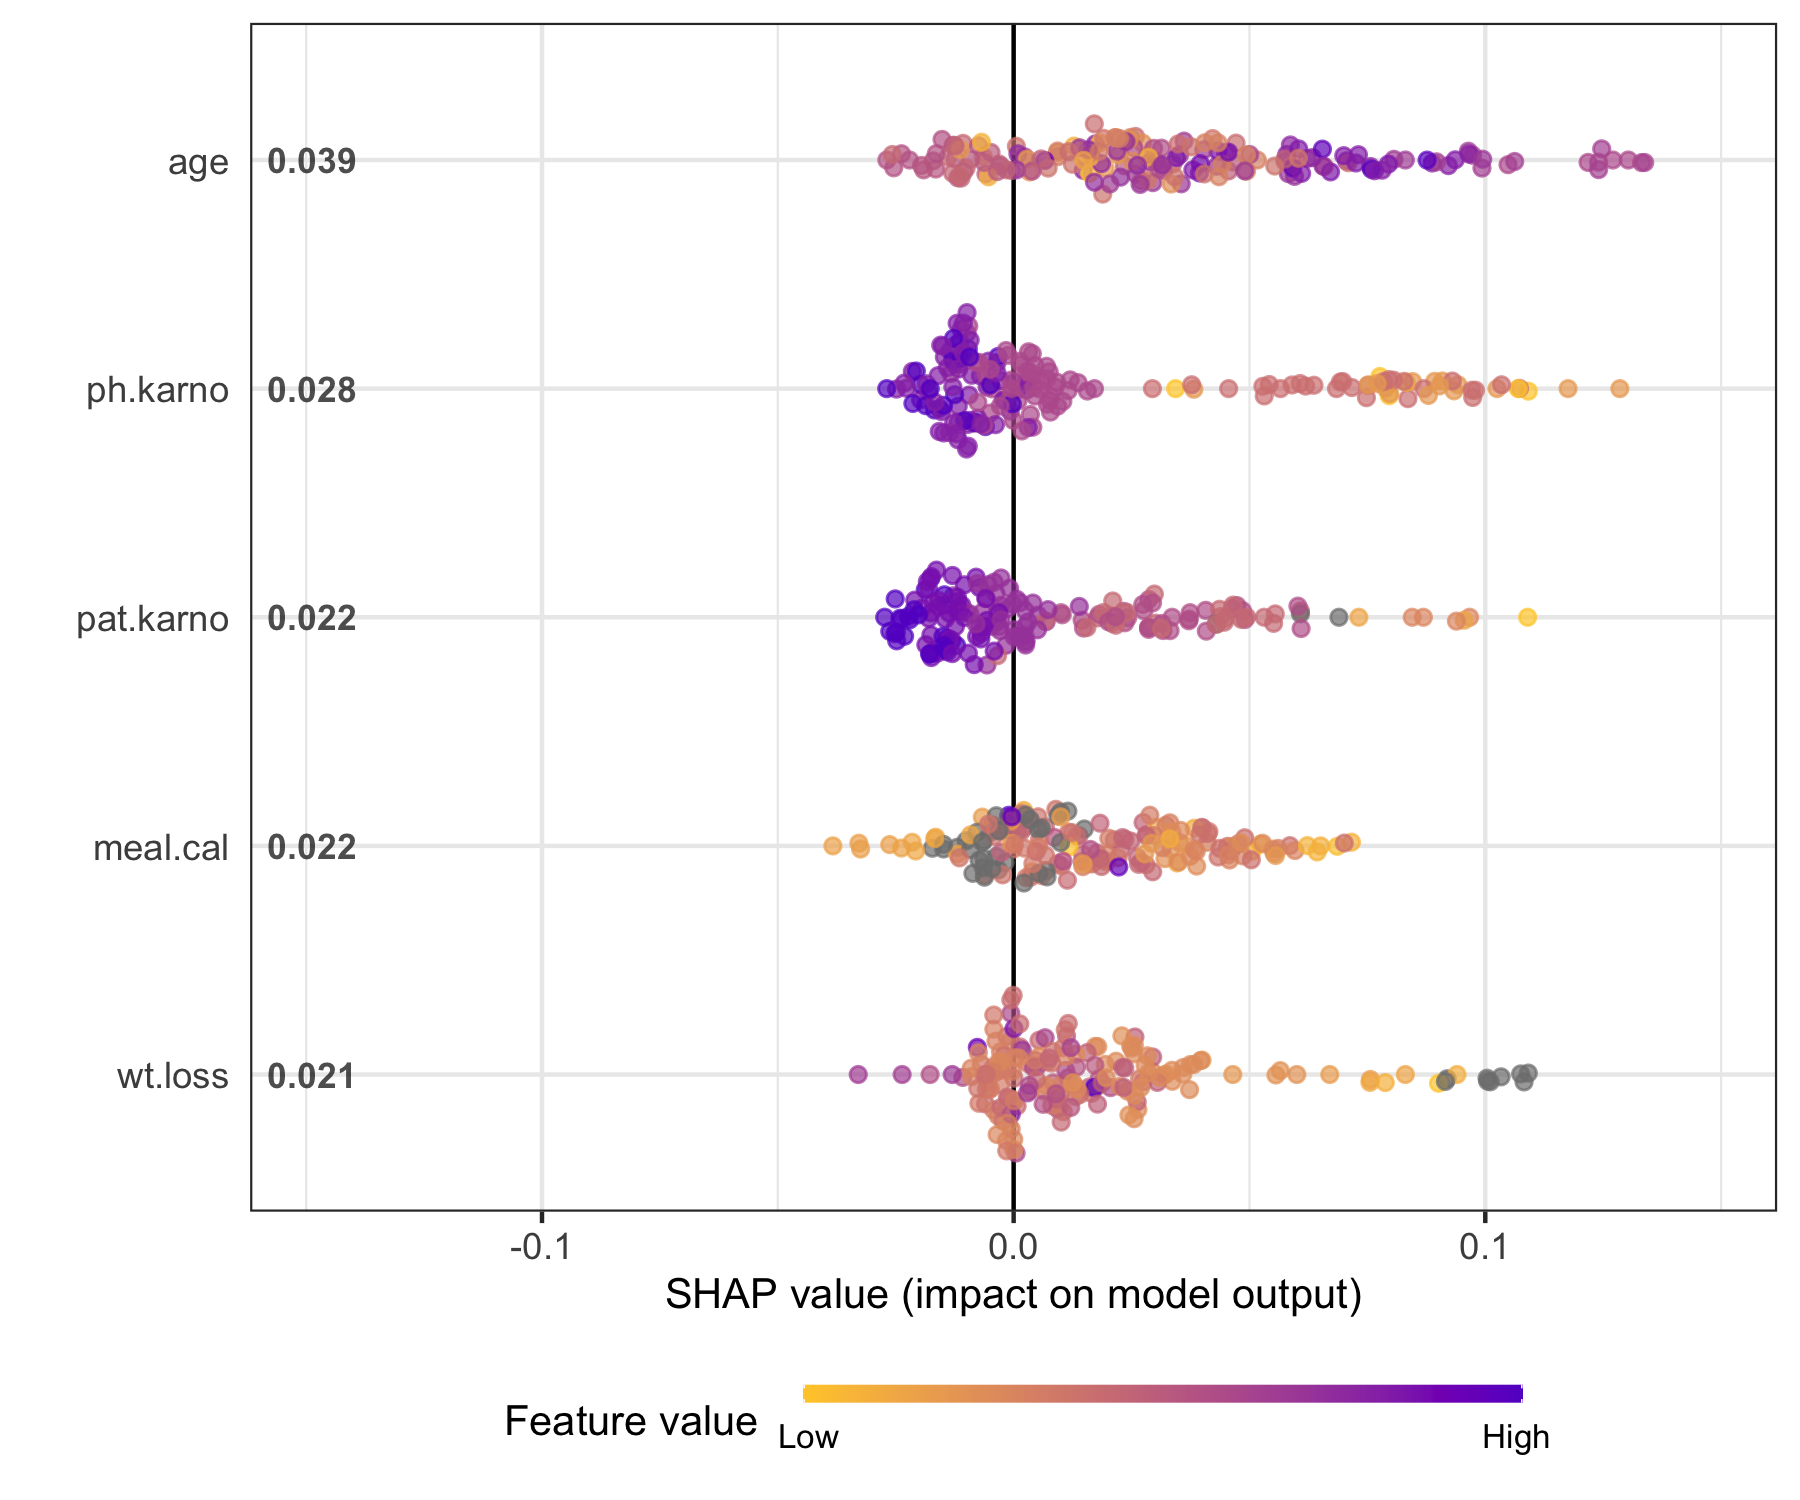 age 0.039
ph.karno 0.028
pat.karno 0.022
meal.cal 0.022
wt.loss 0.021
-0.1 0.0 0.1
SHAP value (impact on model output)
Feature value
Low High